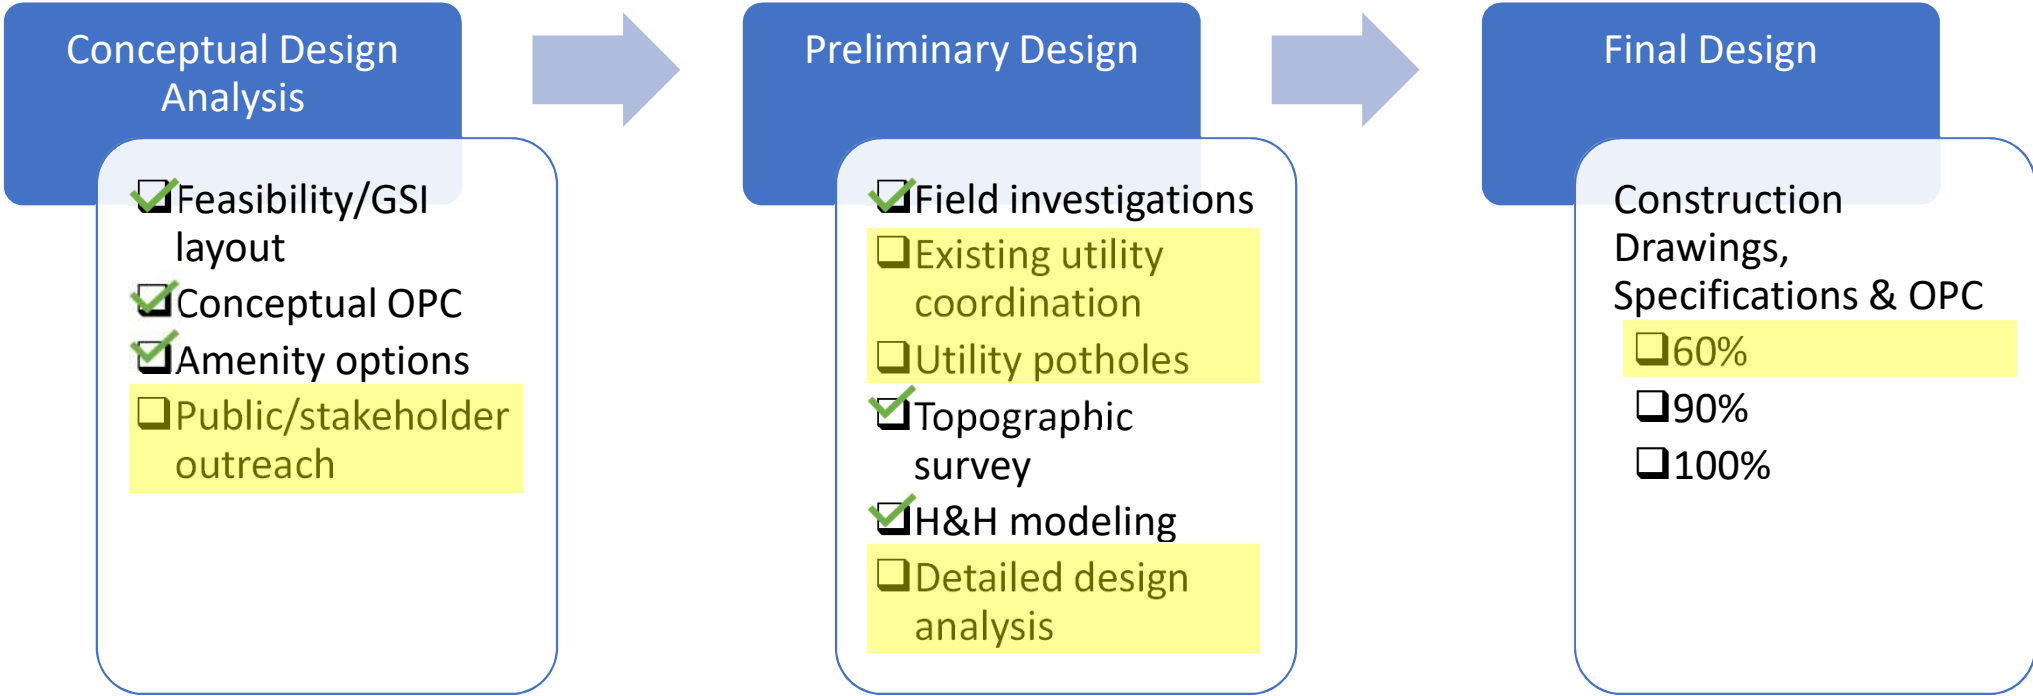 Conceptual Design
Analysis
Feasibility/GSI
layout
Conceptual OPC
Amenity options
Public/stakeholder
outreach
Preliminary Design
Field investigations
Existing utility
coordination
Utility potholes
Topographic
survey
H&H modeling
Detailed design
analysis
Final Design
Construction
Drawings,
Specifications & OPC
60%
90%
100%